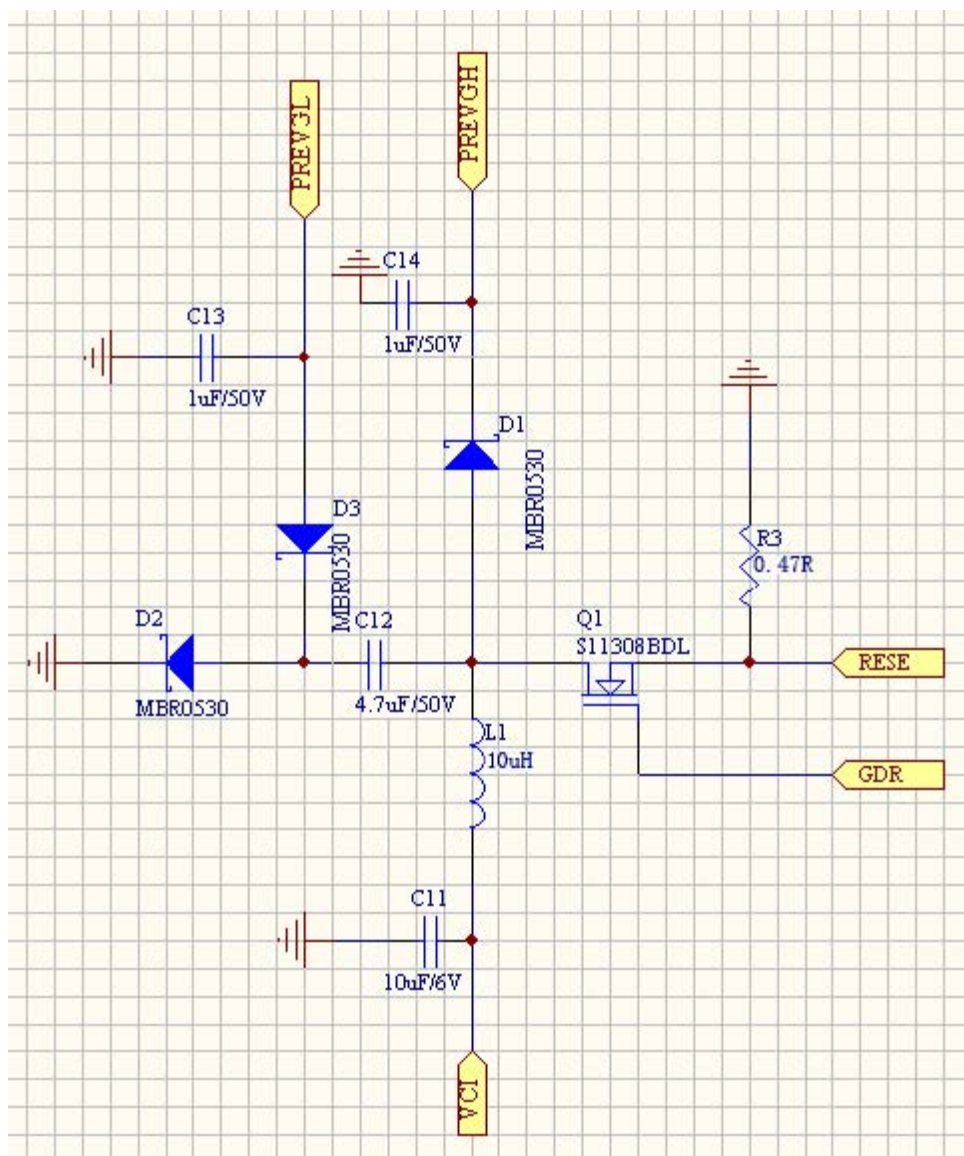 PREVGH
PREV3L
C14
1uF/50V
C13
1uF/50V
D1
MBR0530
D3
MBR0530
R3
0.47R
D2
MBR0530
C12
4.7uF/50V
Q1
S11308BDL
RESE
L1
10uH
GDR
C11
10uF/6V
VCI